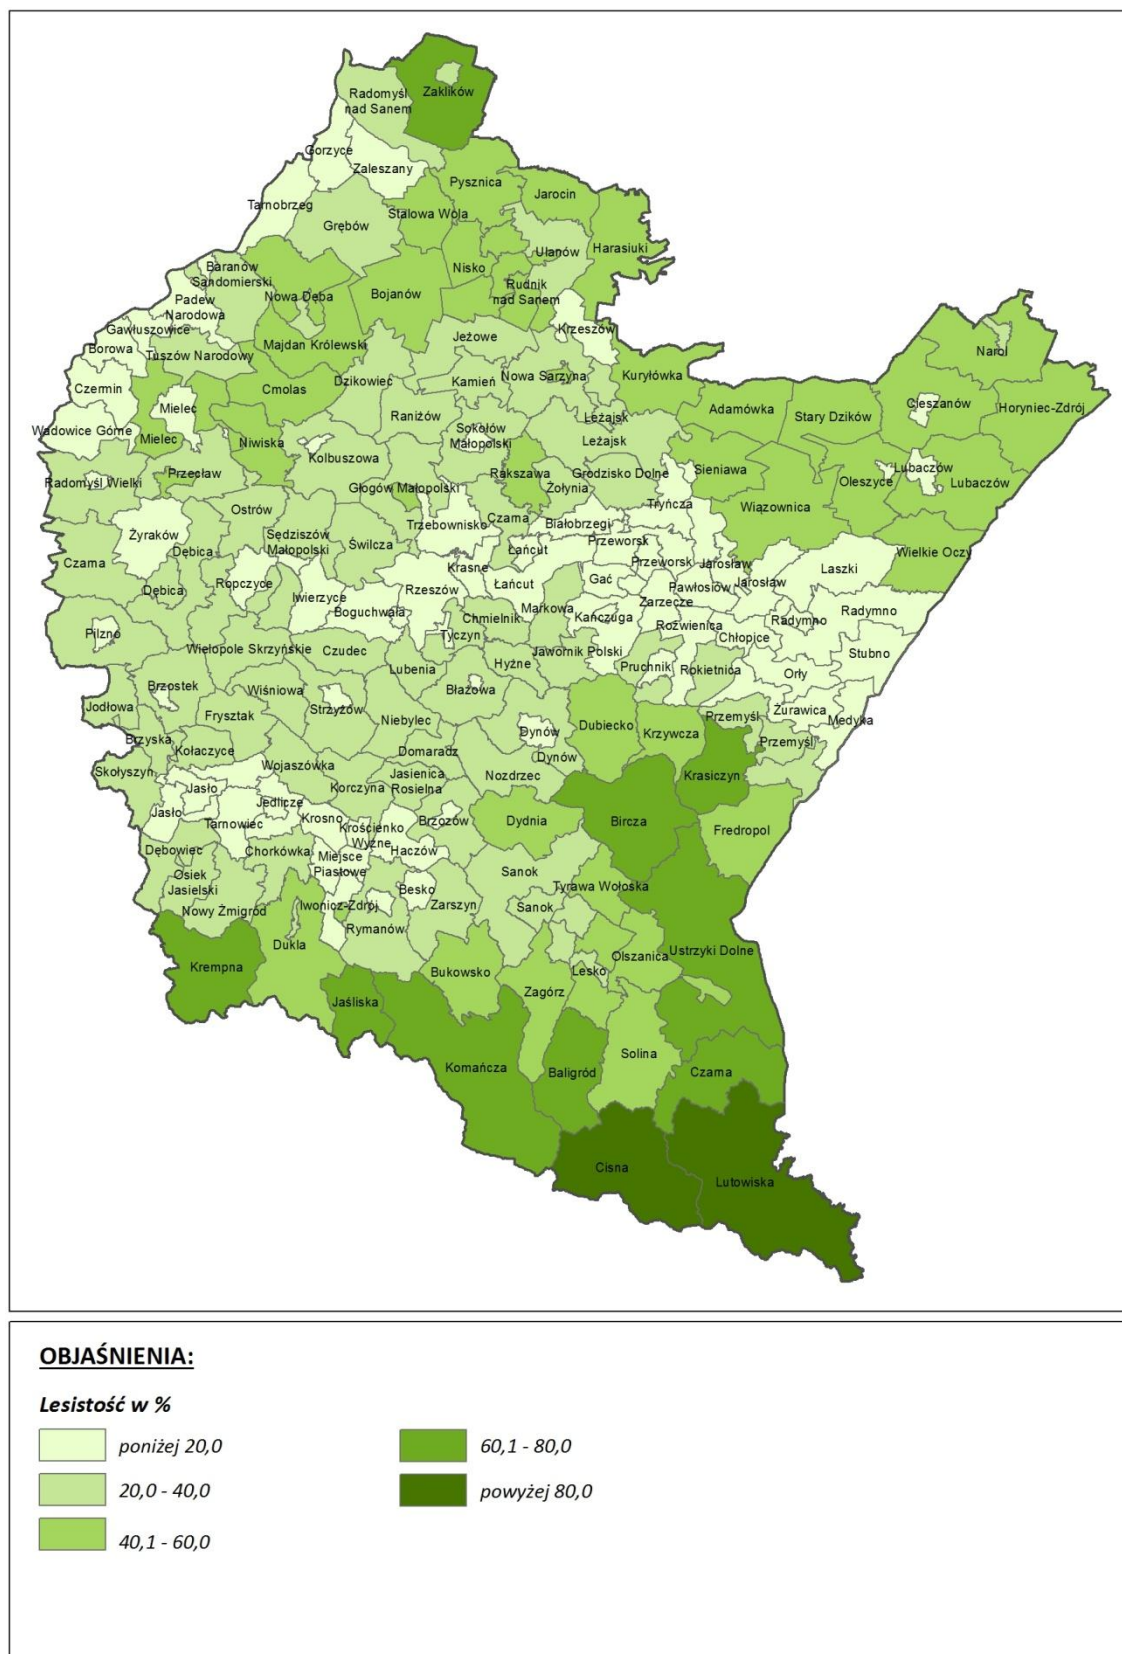 Radomyśl
nad Sanem
Zaklików
Gorzyce
Zaleszany
Pysznica
Jarocin
Tarnobrzeg
Stalowa Wola
Grębów
Ulanów
Harasiuki
Baranów
Sandomierski
Nowa Dęba
Nisko
Bojanów
Rudnik
nad Sanem
Padew
Narodowa
Gawłuszowice
Krzeszów
Borowa
Tuszów Narodowy
Majdan Królewski
Jeżowe
Narol
Czermin
Cmolas
Dzikowiec
Kamień
Nowa Sarzyna
Kuryłówka
Mielec
Cieszanów
Horyniec-Zdrój
Adamówka
Stary Dzików
Wadowice Górne
Mielec
Niwiska
Raniżów
Sokołów
Małopolski
Leżajsk
Leżajsk
Kolbuszowa
Przecław
Radomyśl Wielki
Głogów Małopolski
Rakszawa
Grodzisko Dolne
Żołynia
Sieniawa
Oleszyce
Lubaczów
Lubaczów
Wiązownica
Ostrów
Trzebownisko
Czarna
Białobrzegi
Tryńcza
Żyraków
Sędziszów
Małopolski
Świlcza
Dębica
Łańcut
Przeworsk
Wielkie Oczy
Czarna
Ropczyce
Krasne
Przeworsk
Jarosław
Laszki
Dębica
Iwierzyce
Rzeszów
Łańcut
Gać
Pawłosiów
Jarosław
Boguchwała
Markowa
Zarzecze
Radymno
Chmielnik
Kańczuga
Roźwienica
Radymno
Pilzno
Tyczyn
Chłopice
Stubno
Wielopole Skrzyńskie
Czudec
Jawornik Polski
Lubenia
Hyżne
Pruchnik
Rokietnica
Orły
Brzostek
Wiśniowa
Błażowa
Jodłowa
Strzyżów
Żurawica
Frysztak
Niebylec
Dynów
Dubiecko
Przemyśl
Medyka
Brzyska
Kołaczyce
Krzywcza
Przemyśl
Domaradz
Dynów
Skołyszyn
Wojaszówka
Jasienica
Rosielna
Nozdrzec
Krasiczyn
Jasło
Korczyna
Jasło
Jedlicze
Krosno
Brzozów
Dydnia
Bircza
Tarnowiec
Krościenko
Wyżne
Fredropol
Dębowiec
Chorkówka
Haczów
Miejsce
Piastowe
Osiek
Jasielski
Besko
Sanok
Tyrawa Wołoska
Nowy Żmigród
Iwonicz-Zdrój
Zarszyn
Sanok
Rymanów
Dukla
Krempna
Bukowsko
Olszanica
Ustrzyki Dolne
Lesko
Zagórz
Jaśliska
Solina
Komańcza
Baligród
Czarna
Cisna
Lutowiska
OBJAŚNIENIA:
Lesistość w %
poniżej 20,0
60,1 - 80,0
20,0 - 40,0
powyżej 80,0
40,1 - 60,0